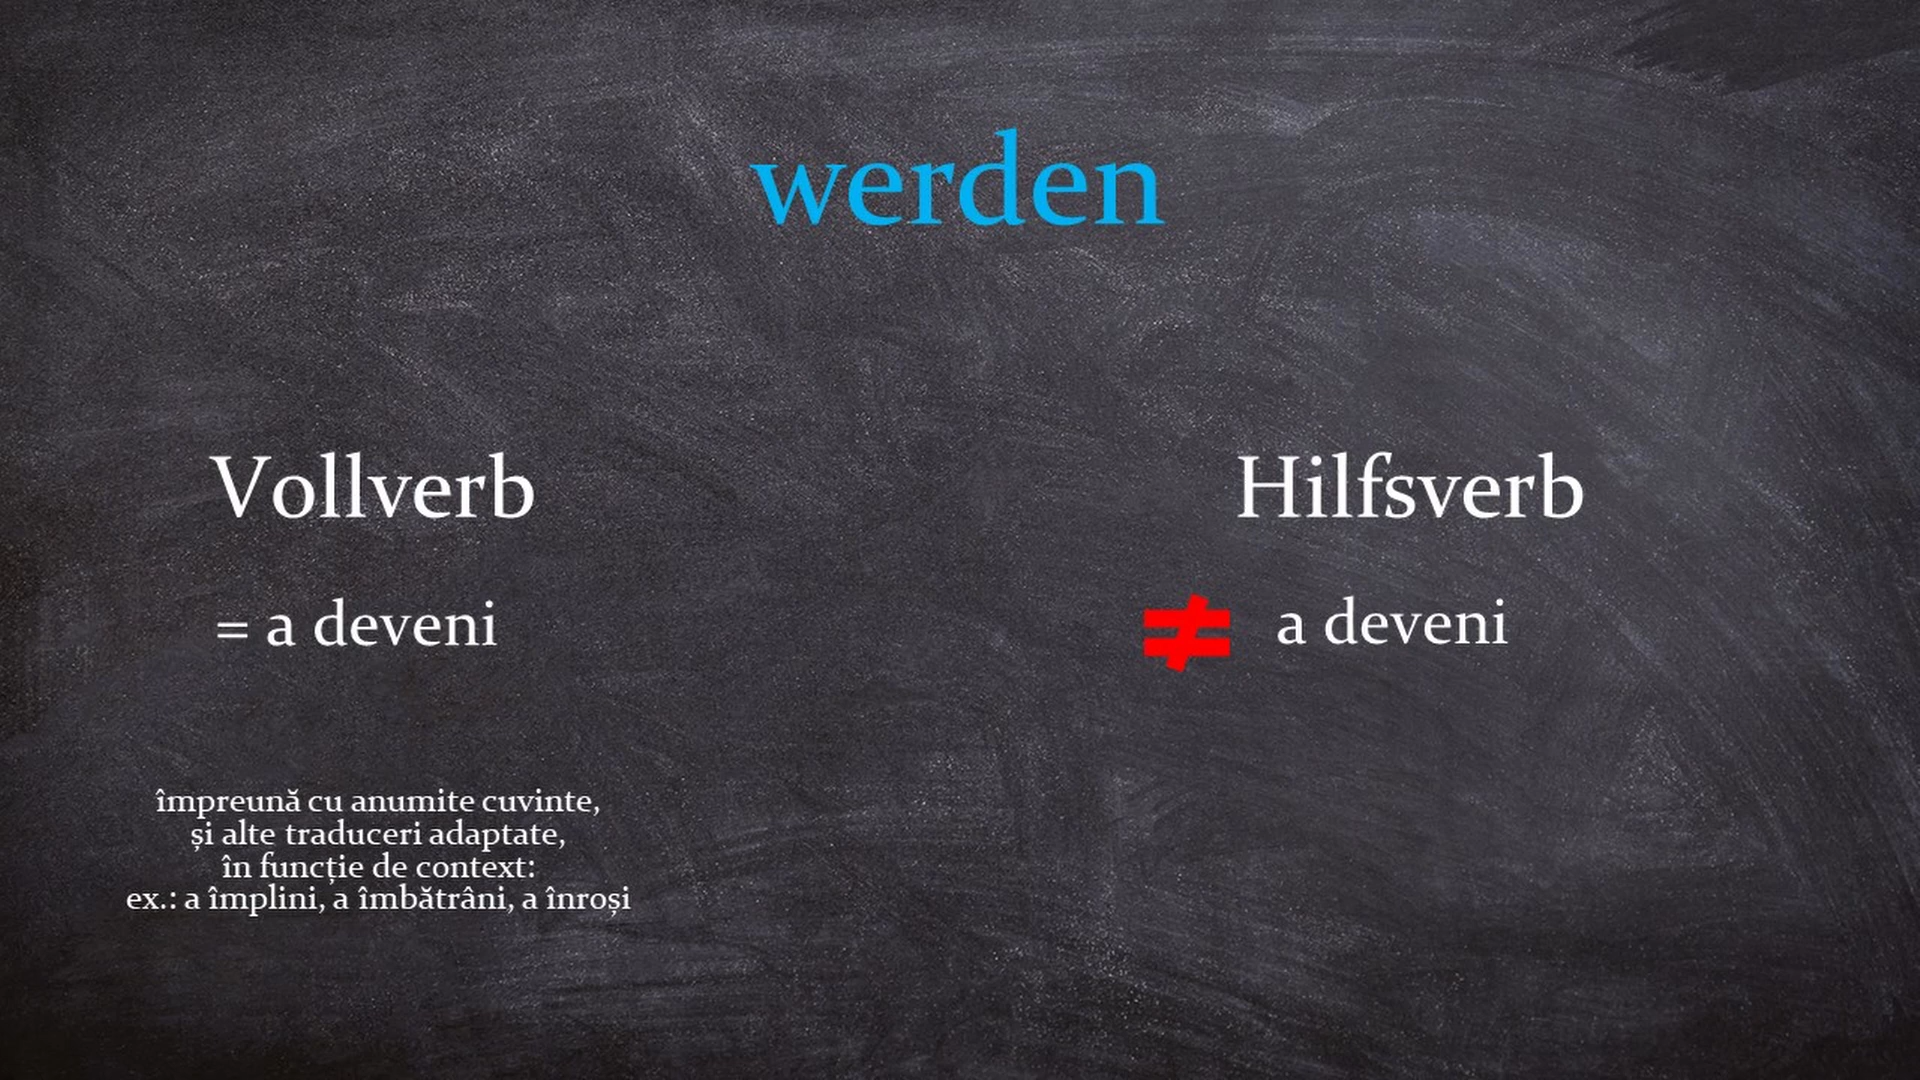 werden
Vollverb
= a deveni
împreună cu anumite cuvinte,
și alte traduceri adaptate,
în funcție de context:
ex.: a împlini, a îmbătrâni, a înroși
Hilfsverb
≠ a deveni